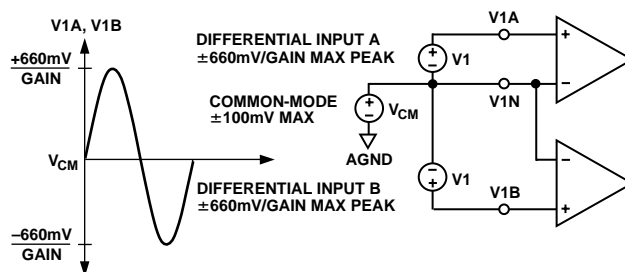 V1A, V1B
+660mV
GAIN
VCM
–660mV
GAIN
DIFFERENTIAL INPUT A
±660mV/GAIN MAX PEAK
COMMON-MODE
±100mV MAX
DIFFERENTIAL INPUT B
±660mV/GAIN MAX PEAK
+
–
V1
V1A
+
–
V1N
+
–
VCM
AGND
–
+
V1
V1B
–
+